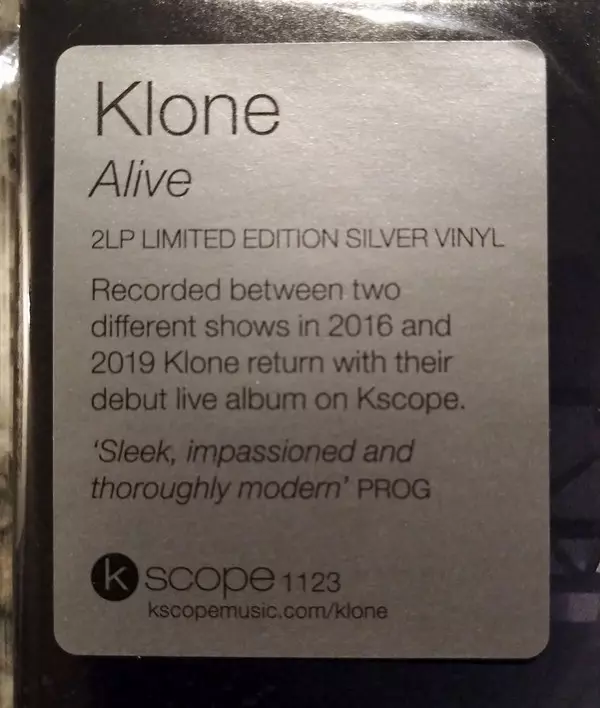 Klone
Alive
2LP LIMITED EDITION SILVER VINYL
Recorded between two
different shows in 2016 and
2019 Klone return with their
debut live album on Kscope.
‘Sleek, impassioned and
thoroughly modern’ PROG
kscope 1123
kscopemusic.com/klone